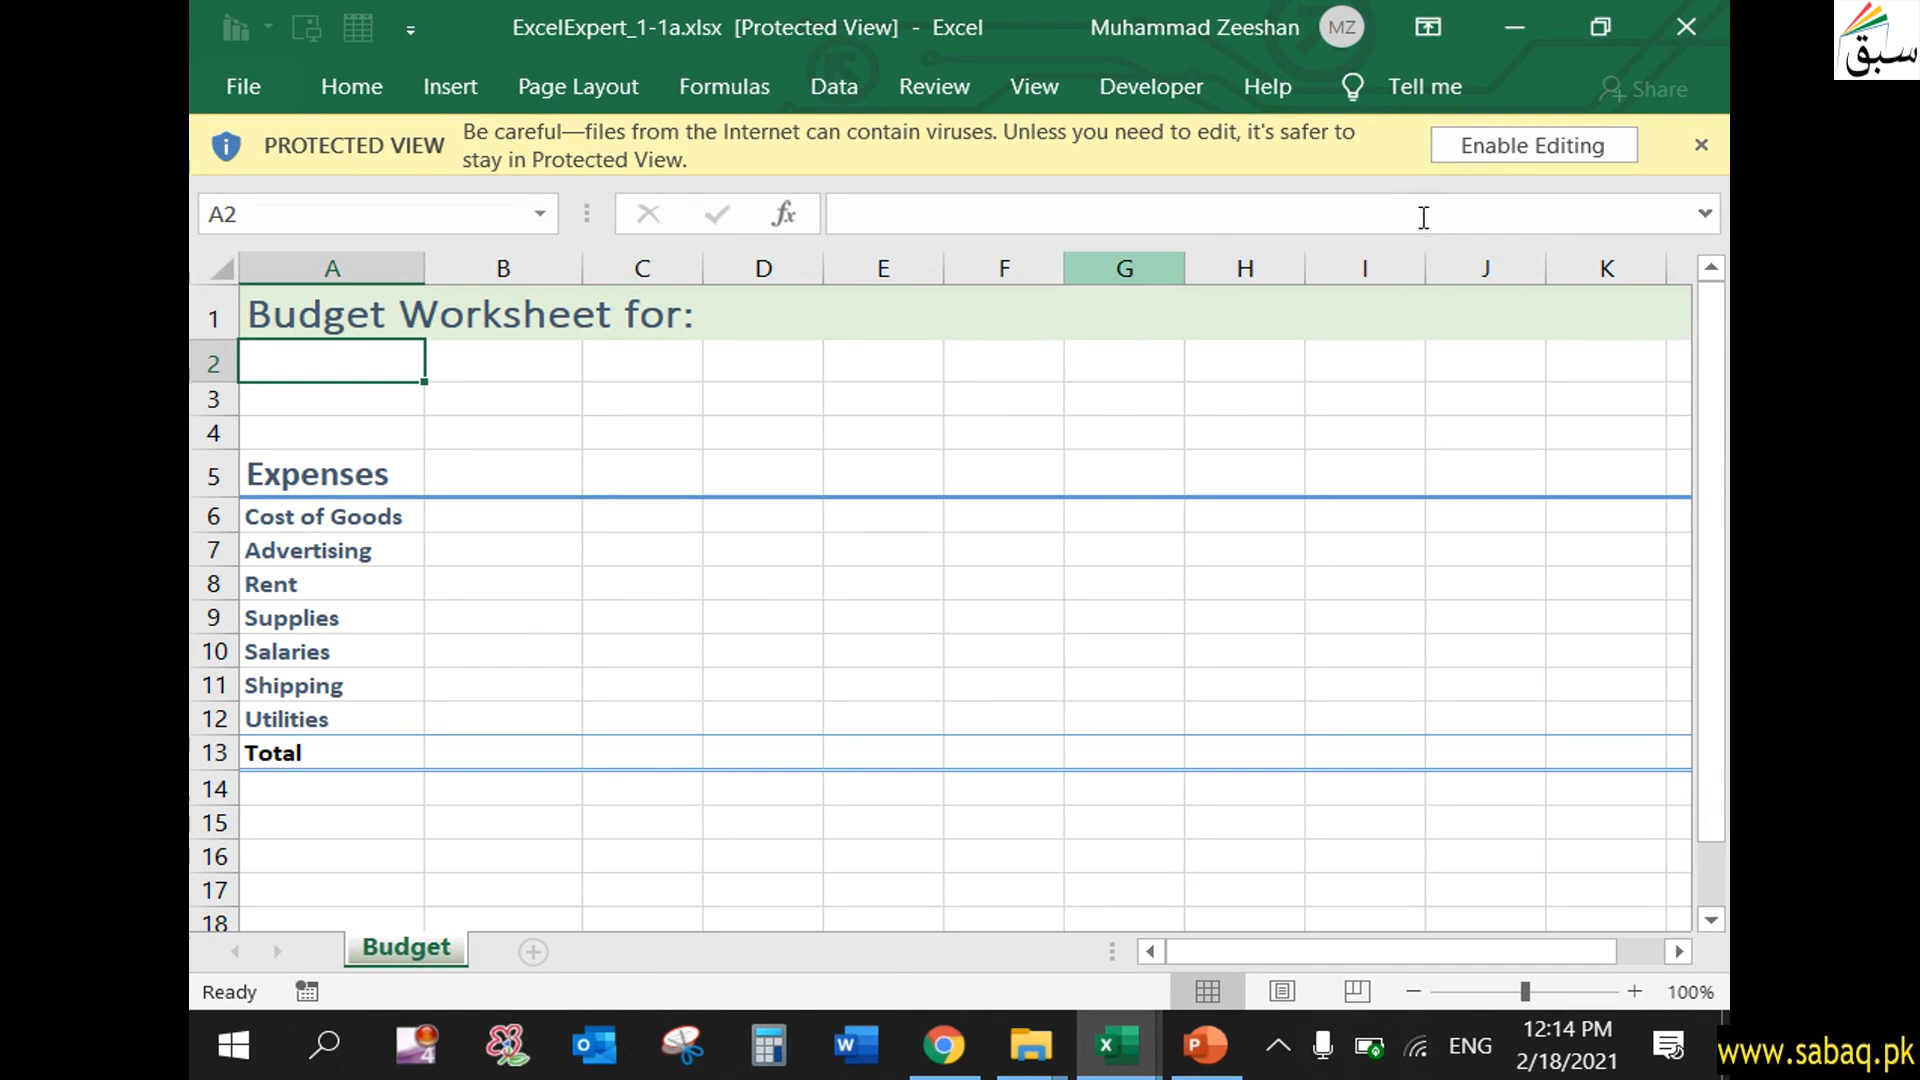 ExcelExpert_1-1a.xlsx [Protected View] - Excel
Muhammad Zeeshan
MZ
سبق
File Home Insert Page Layout Formulas Data Review View Developer Help Tell me Share
PROTECTED VIEW
Be careful—files from the Internet can contain viruses. Unless you need to edit, it's safer to
stay in Protected View.
Enable Editing
A2
fx
A B C D E F G H I J K
1 Budget Worksheet for:
2
3
4
5 Expenses
6 Cost of Goods
7 Advertising
8 Rent
9 Supplies
10 Salaries
11 Shipping
12 Utilities
13 Total
14
15
16
17
18
Budget
Ready
100%
4
ENG
12:14 PM
2/18/2021
www.sabaq.pk